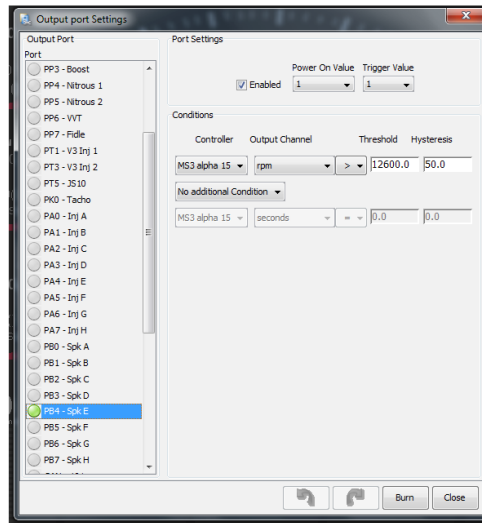 Output port Settings
Output Port
Port
PP3 - Boost
PP4 - Nitrous 1
PP5 - Nitrous 2
PP6 - VVT
PP7 - Fidle
PT1 - V3 Inj 1
PT3 - V3 Inj 2
PT5 - JS10
PK0 - Tacho
PA0 - Inj A
PA1 - Inj B
PA2 - Inj C
PA3 - Inj D
PA4 - Inj E
PA5 - Inj F
PA6 - Inj G
PA7 - Inj H
PB0 - Spk A
PB1 - Spk B
PB2 - Spk C
PB3 - Spk D
PB4 - Spk E
PB5 - Spk F
PB6 - Spk G
PB7 - Spk H
Port Settings
Power On Value Trigger Value
Enabled 1 1
Conditions
Controller Output Channel Threshold Hysteresis
MS3 alpha 15 rpm > 12600.0 50.0
No additional Condition
MS3 alpha 15 seconds = 0.0 0.0
Burn Close